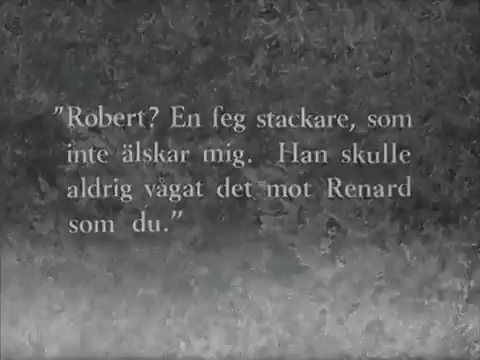 "Robert? En feg stackare, som
inte älskar mig. Han skulle
aldrig vågat det mot Renard
som du."